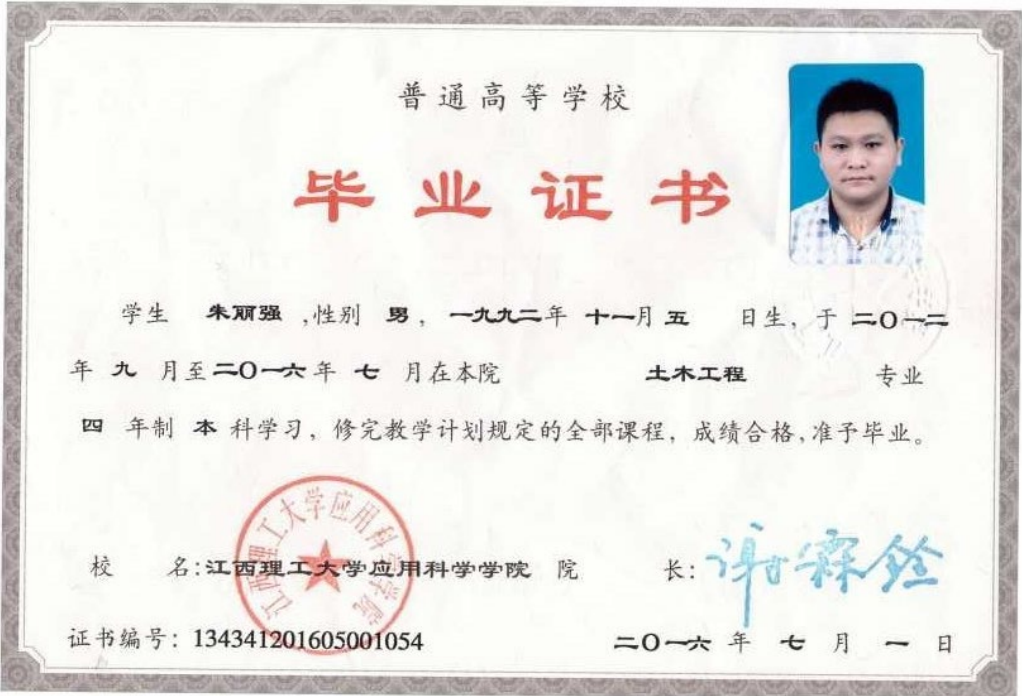 普通高等学校
毕业证书
学生 朱丽强 ,性别 男，一九九二年 十一月 五 日生，于 二〇一二
年 九 月至二〇一六年 七 月在本院 土木工程 专业
四 年制 本 科学习，修完教学计划规定的全部课程，成绩合格,准予毕业。
江西理工大学应用科学学院
校 名:江西理工大学应用科学学院 院 长: 谢霖铨
证书编号：134341201605001054 二〇一六 年 七 月 一 日